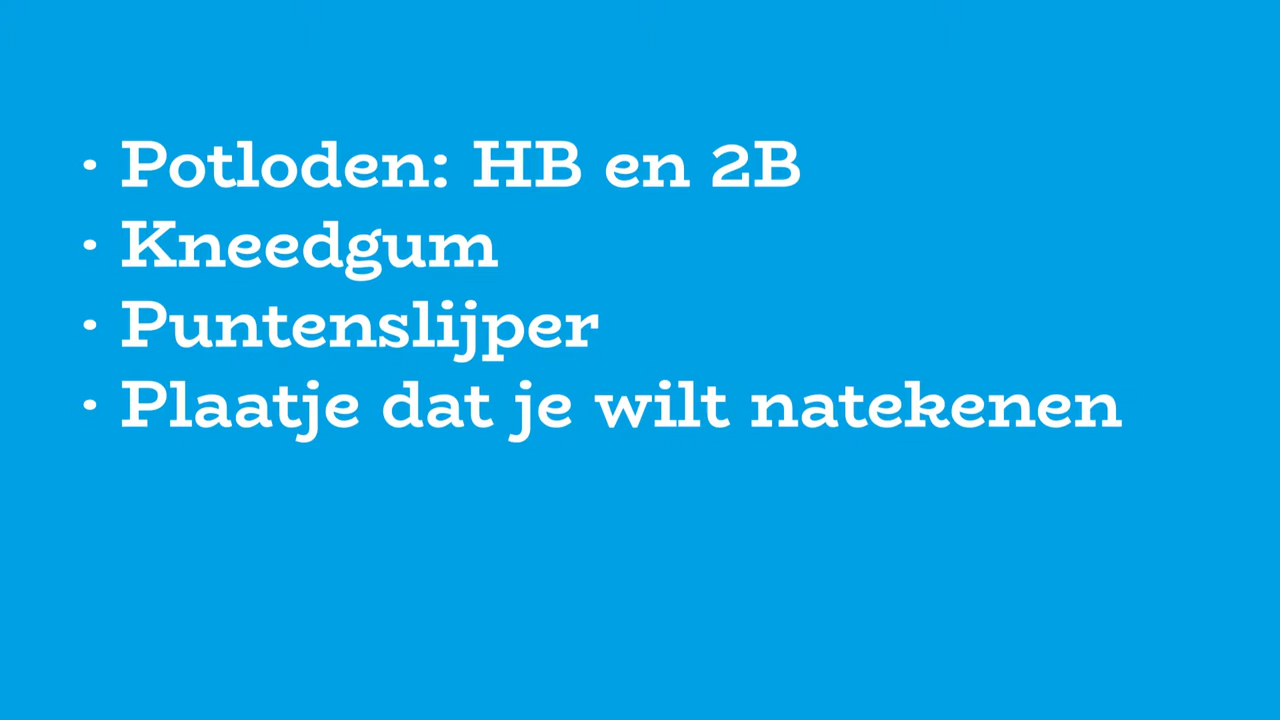 • Potloden: HB en 2B
• Kneedgum
• Puntenslijper
• Plaatje dat je wilt natekenen